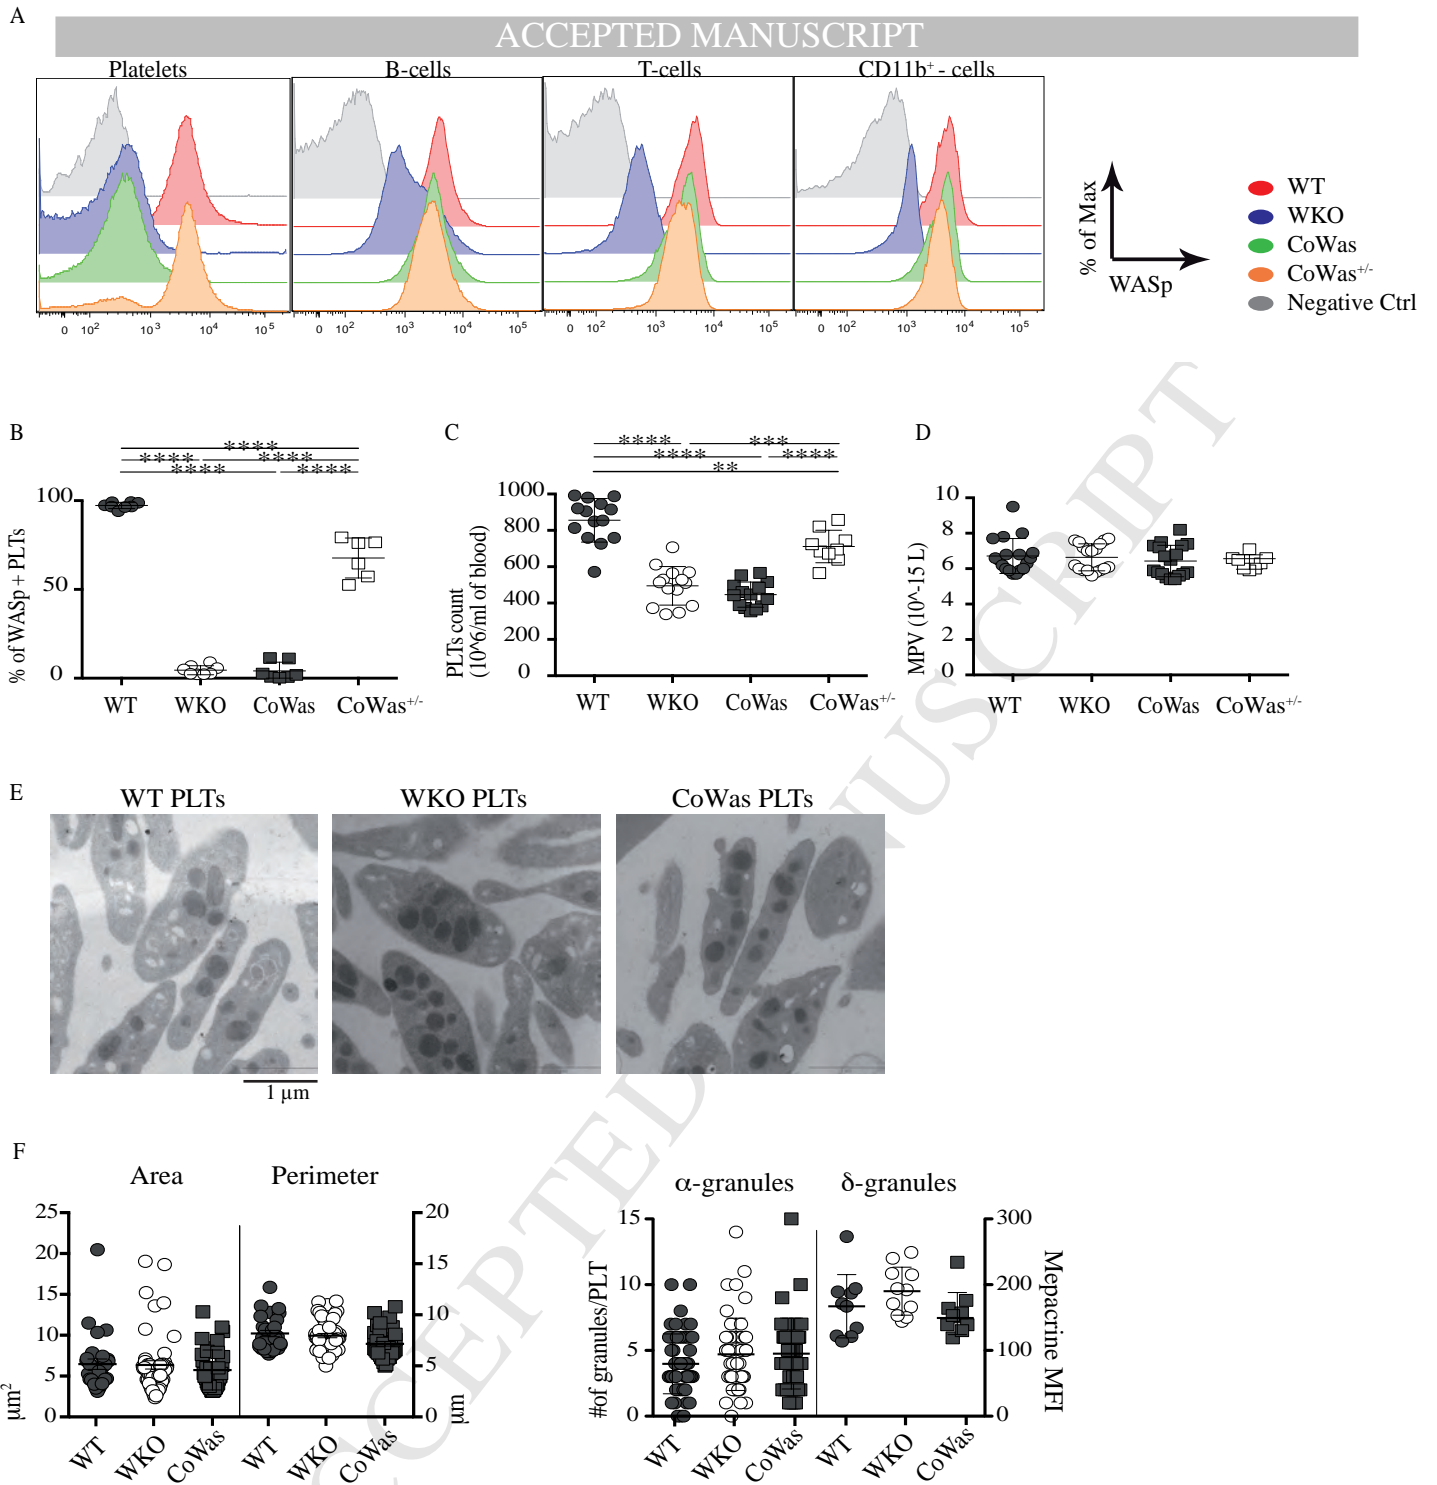 A
ACCEPTED MANUSCRIPT
Platelets B-cells T-cells CD11b+ - cells
0 10² 10³ 10⁴ 10⁵ 0 10² 10³ 10⁴ 10⁵ 0 10² 10³ 10⁴ 10⁵ 0 10² 10³ 10⁴ 10⁵
% of Max
WASp
WT
WKO
CoWas
CoWas+/-
Negative Ctrl
B
****
**** ****
**** ****
% of WASp + PLTs
100
50
0
WT WKO CoWas CoWas+/-
C
**** ***
**** ****
**
PLTs count
(10^6/ml of blood)
1000
800
600
400
200
0
WT WKO CoWas CoWas+/-
D
MPV (10^-15 L)
10
8
6
4
2
0
WT WKO CoWas CoWas+/-
E
WT PLTs WKO PLTs CoWas PLTs
1 µm
F
Area Perimeter
µm²
25
20
15
10
5
0
20
15
10
5
0
µm
WT WKO CoWas WT WKO CoWas
α-granules δ-granules
#of granules/PLT
15
10
5
0
300
200
100
0
Mepacrine MFI
WT WKO CoWas WT WKO CoWas
ACCEPTED MANUSCRIPT